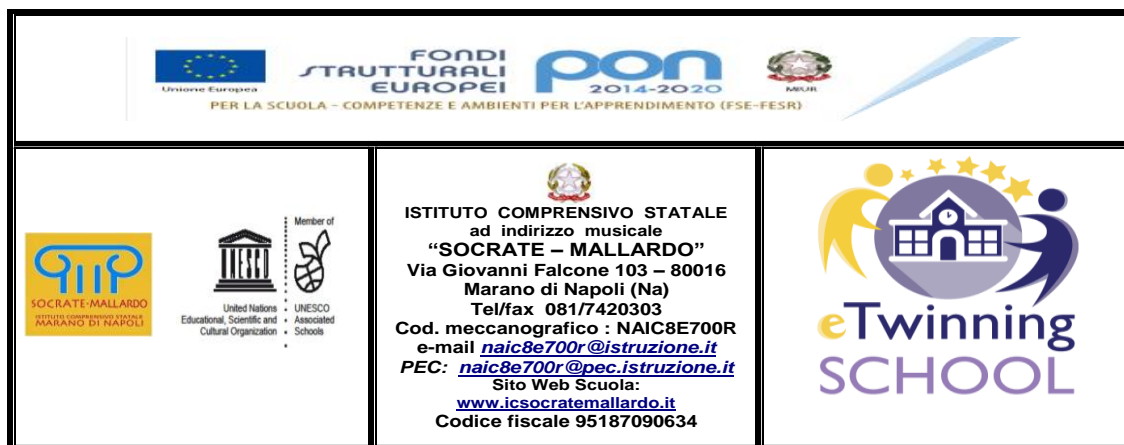 FONDI
STRUTTURALI
EUROPEI
pon
2014-2020
Unione Europea
MIUR
PER LA SCUOLA - COMPETENZE E AMBIENTI PER L'APPRENDIMENTO (FSE-FESR)
SOCRATE-MALLARDO
ISTITUTO COMPRENSIVO STATALE
MARANO DI NAPOLI
UNESCO
Member of
United Nations
Educational, Scientific and
Cultural Organization
UNESCO
Associated
Schools
ISTITUTO COMPRENSIVO STATALE
ad indirizzo musicale
“SOCRATE – MALLARDO”
Via Giovanni Falcone 103 – 80016
Marano di Napoli (Na)
Tel/fax 081/7420303
Cod. meccanografico : NAIC8E700R
e-mail naic8e700r@istruzione.it
PEC: naic8e700r@pec.istruzione.it
Sito Web Scuola:
www.icsocratemallardo.it
Codice fiscale 95187090634
eTwinning
SCHOOL